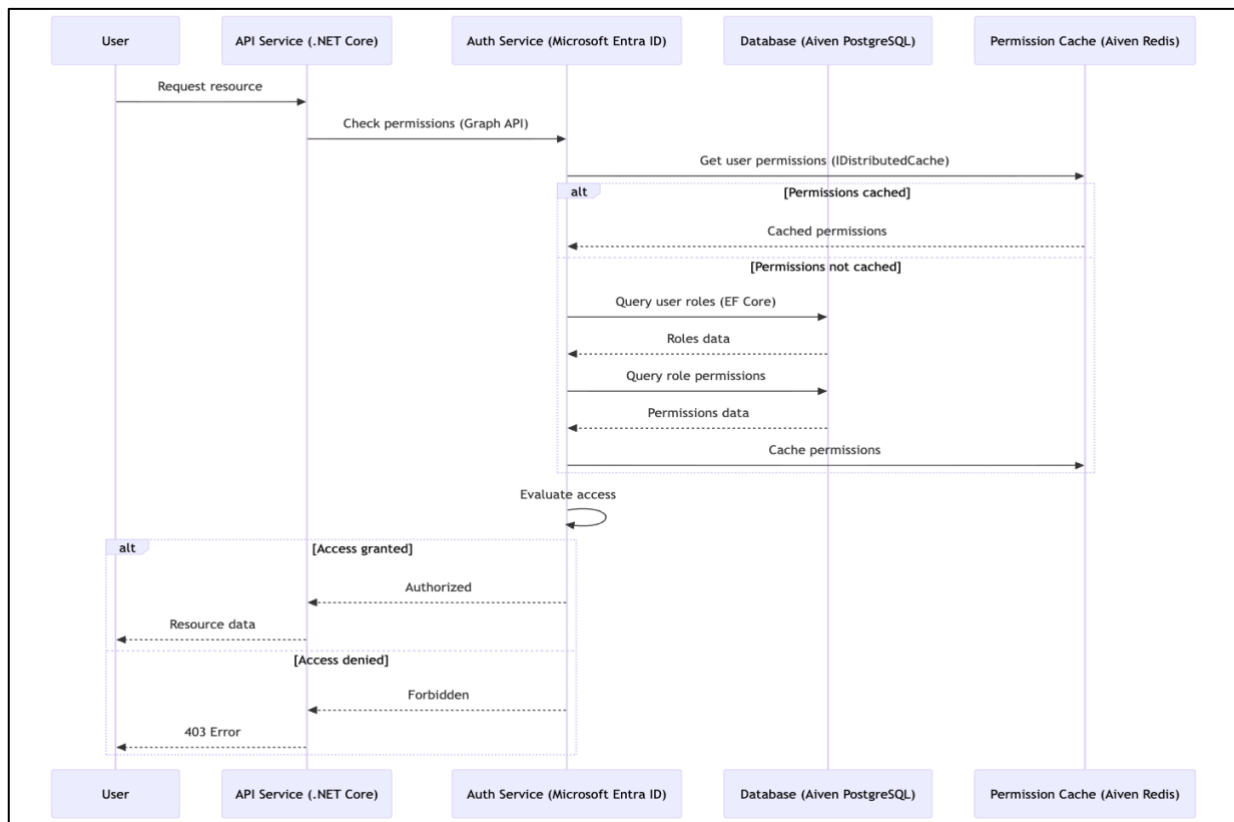 User
API Service (.NET Core)
Auth Service (Microsoft Entra ID)
Database (Aiven PostgreSQL)
Permission Cache (Aiven Redis)
Request resource
Check permissions (Graph API)
Get user permissions (IDistributedCache)
alt
[Permissions cached]
Cached permissions
[Permissions not cached]
Query user roles (EF Core)
Roles data
Query role permissions
Permissions data
Cache permissions
Evaluate access
alt
[Access granted]
Authorized
Resource data
[Access denied]
Forbidden
403 Error
User
API Service (.NET Core)
Auth Service (Microsoft Entra ID)
Database (Aiven PostgreSQL)
Permission Cache (Aiven Redis)